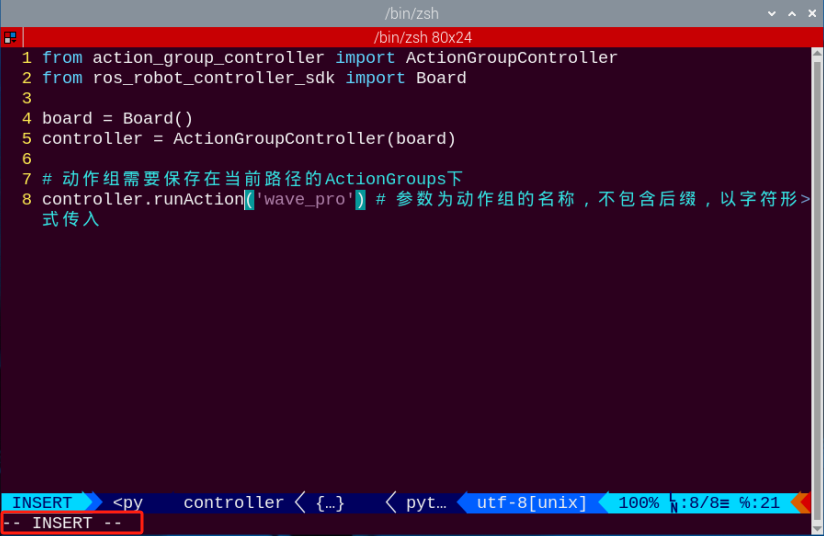 /bin/zsh
/bin/zsh 80x24
1 from action_group_controller import ActionGroupController
2 from ros_robot_controller_sdk import Board
3
4 board = Board()
5 controller = ActionGroupController(board)
6
7 # 动作组需要保存在当前路径的ActionGroups下
8 controller.runAction('wave_pro') # 参数为动作组的名称，不包含后缀，以字符形>
式传入
INSERT <py controller {…} pyt… utf-8[unix] 100% ㏑:8/8≡ ℅:21
-- INSERT --